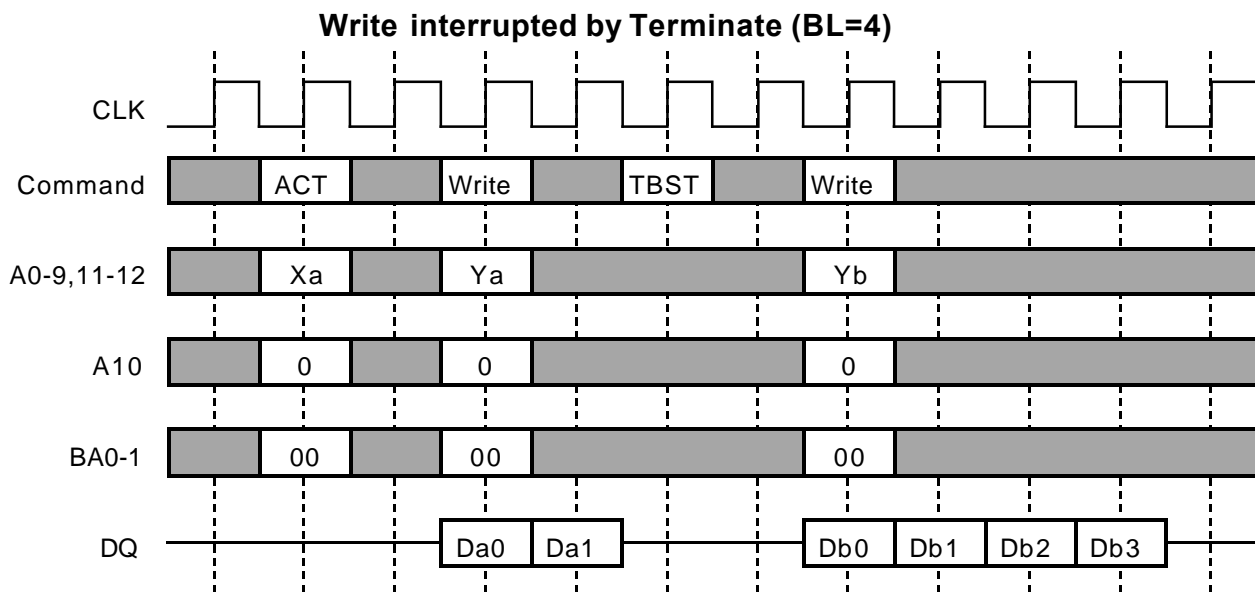 Write interrupted by Terminate (BL=4)
CLK
Command ACT Write TBST Write
A0-9,11-12 Xa Ya Yb
A10 0 0 0
BA0-1 00 00 00
DQ Da0 Da1 Db0 Db1 Db2 Db3